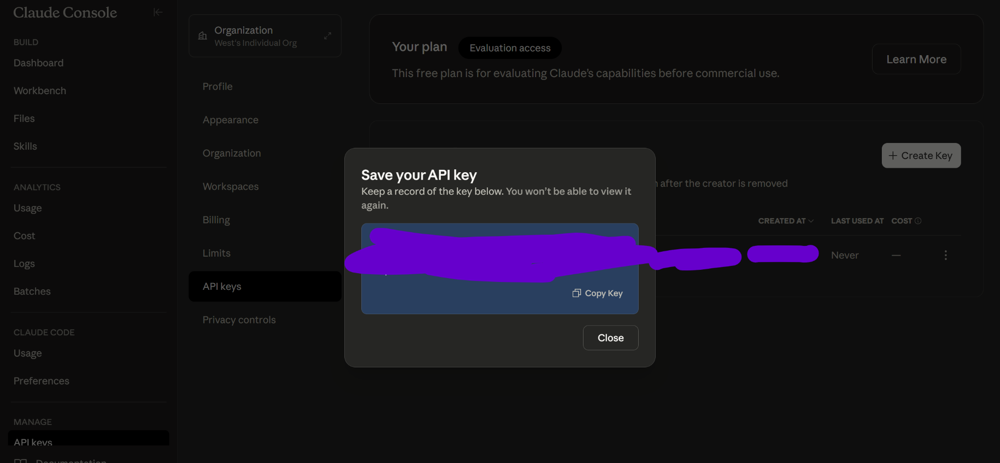 Claude Console
BUILD
Dashboard
Workbench
Files
Skills
ANALYTICS
Usage
Cost
Logs
Batches
CLAUDE CODE
Usage
Preferences
MANAGE
API keys
Documentation
Organization
West's Individual Org
Profile
Appearance
Organization
Workspaces
Billing
Limits
API keys
Privacy controls
Your plan
Evaluation access
This free plan is for evaluating Claude's capabilities before commercial use.
Learn More
+ Create Key
after the creator is removed
CREATED AT
LAST USED AT
COST
Never
—
Save your API key
Keep a record of the key below. You won't be able to view it
again.
Copy Key
Close